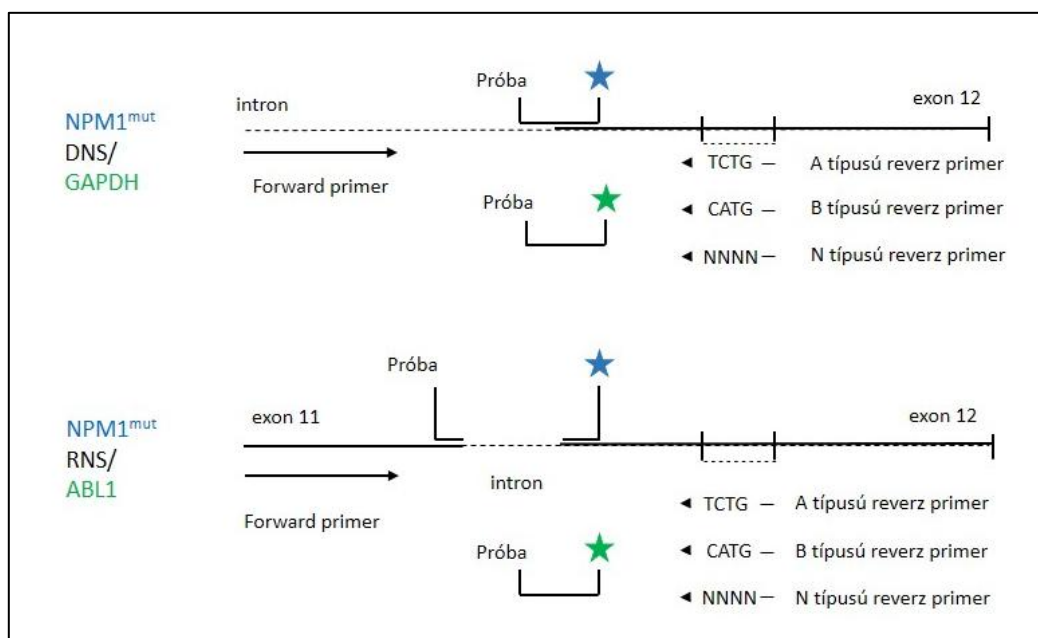 Próba
intron
exon 12
NPM1ᵐᵘᵗ
DNS/
GAPDH
Forward primer
TCTG
A típusú reverz primer
Próba
CATG
B típusú reverz primer
NNNN
N típusú reverz primer
Próba
exon 11
exon 12
NPM1ᵐᵘᵗ
RNS/
ABL1
intron
Forward primer
TCTG
A típusú reverz primer
Próba
CATG
B típusú reverz primer
NNNN
N típusú reverz primer